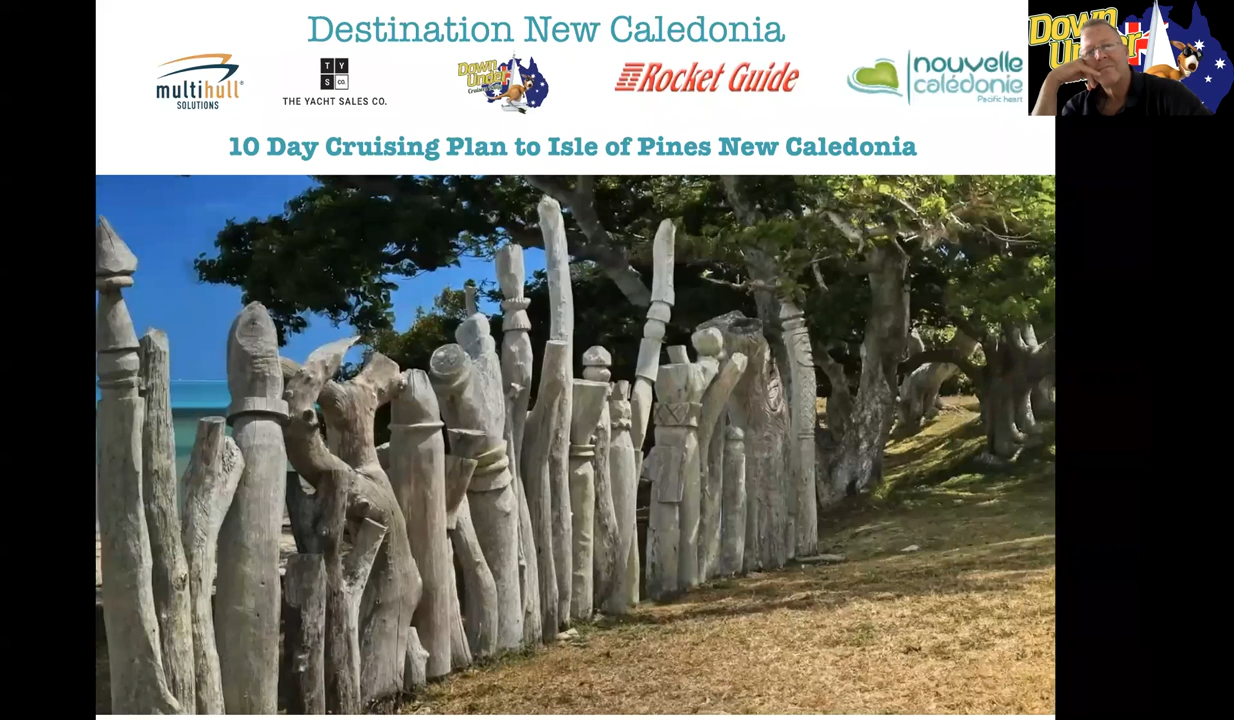 Destination New Caledonia
multihull
SOLUTIONS
T Y
S CO.
THE YACHT SALES CO.
Down
Under
Rocket Guide
nouvelle
calédonie
Pacific heart
Down
Under
10 Day Cruising Plan to Isle of Pines New Caledonia